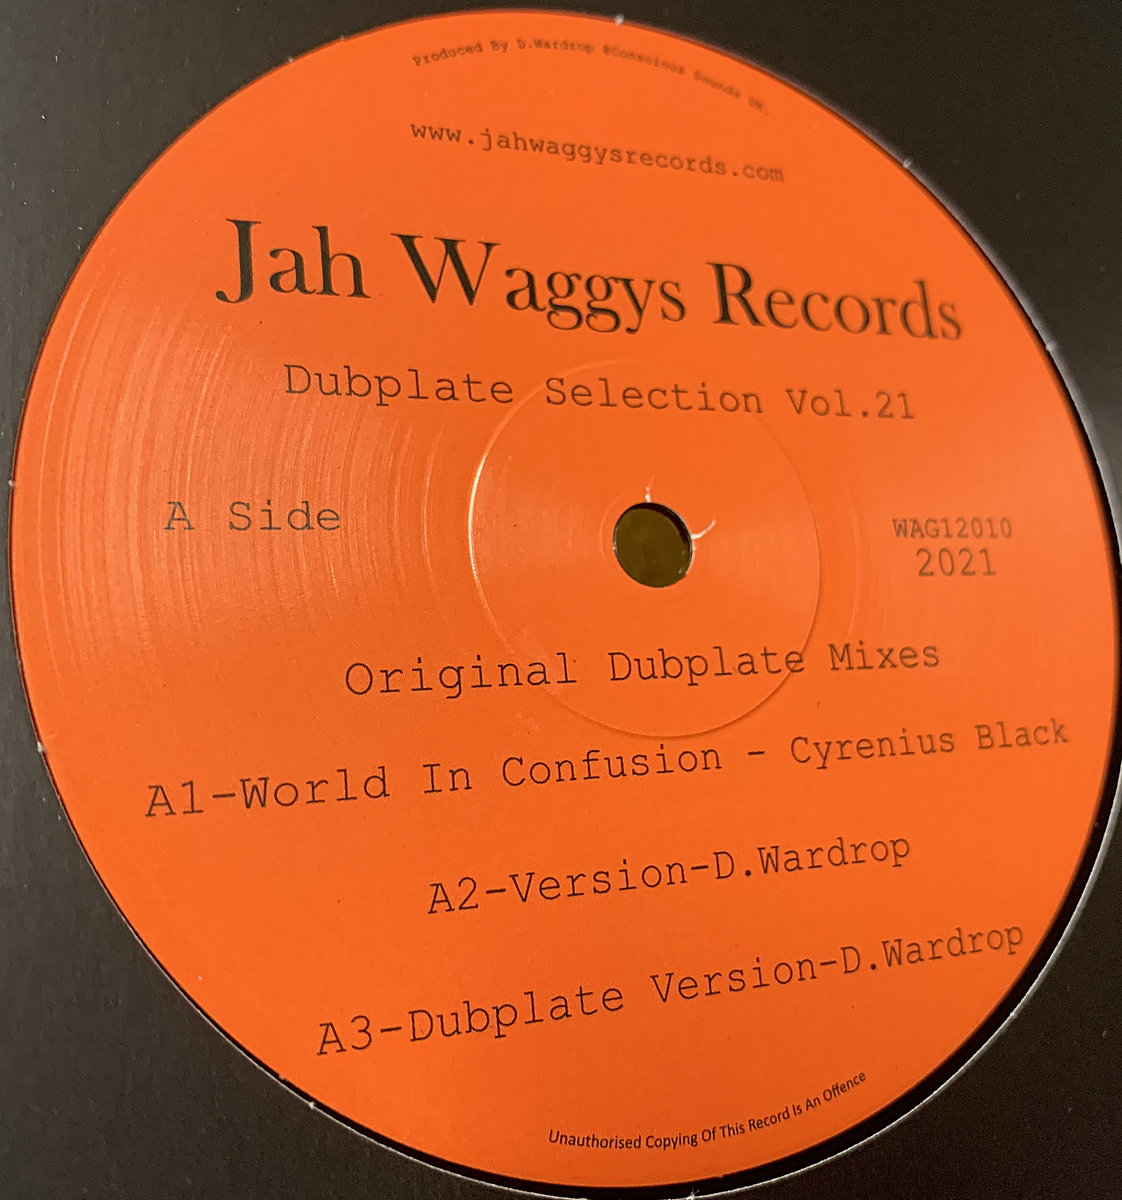 Produced By D.Wardrop @Conscious Sounds UK.
www.jahwaggysrecords.com
Jah Waggys Records
Dubplate Selection Vol.21
A Side
WAG12010
2021
Original Dubplate Mixes
A1-World In Confusion - Cyrenius Black
A2-Version-D.Wardrop
A3-Dubplate Version-D.Wardrop
Unauthorised Copying Of This Record Is An Offence